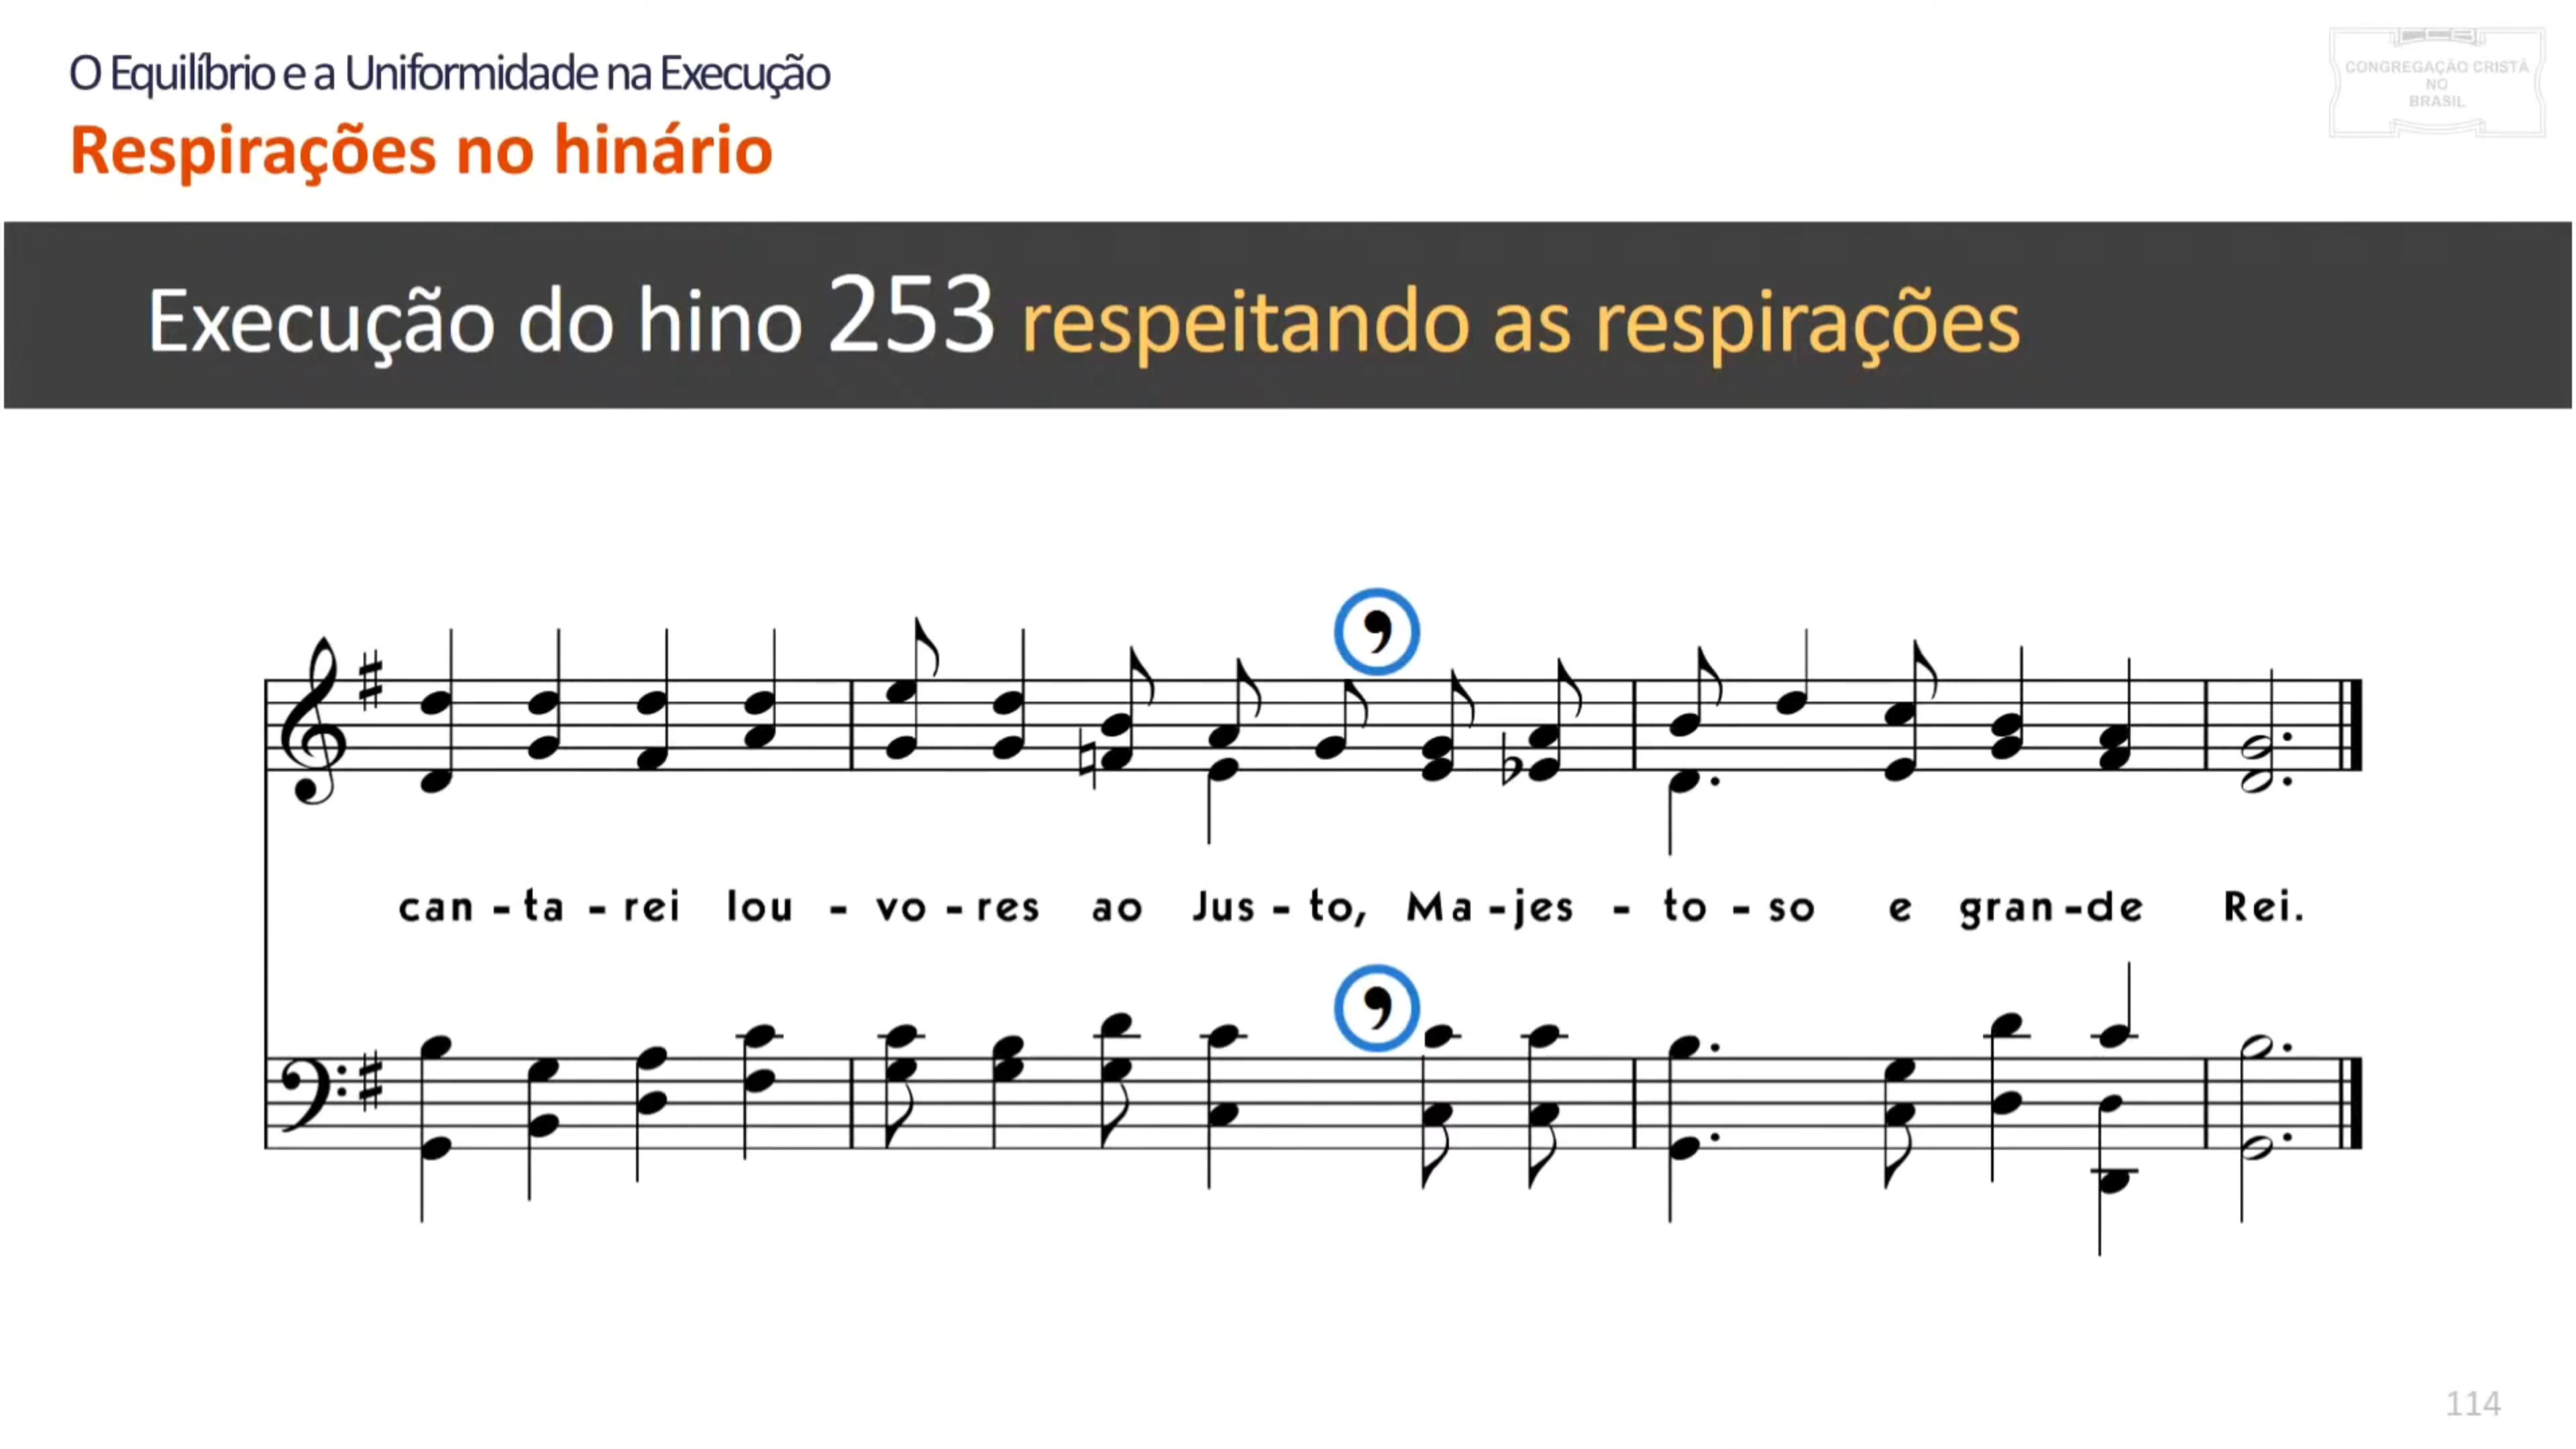 O Equilíbrio e a Uniformidade na Execução
Respirações no hinário
CCB
CONGREGAÇÃO CRISTÃ
NO
BRASIL
Execução do hino 253 respeitando as respirações
can - ta - rei lou - vo - res ao Jus - to, Ma - jes - to - so e gran - de Rei.
114